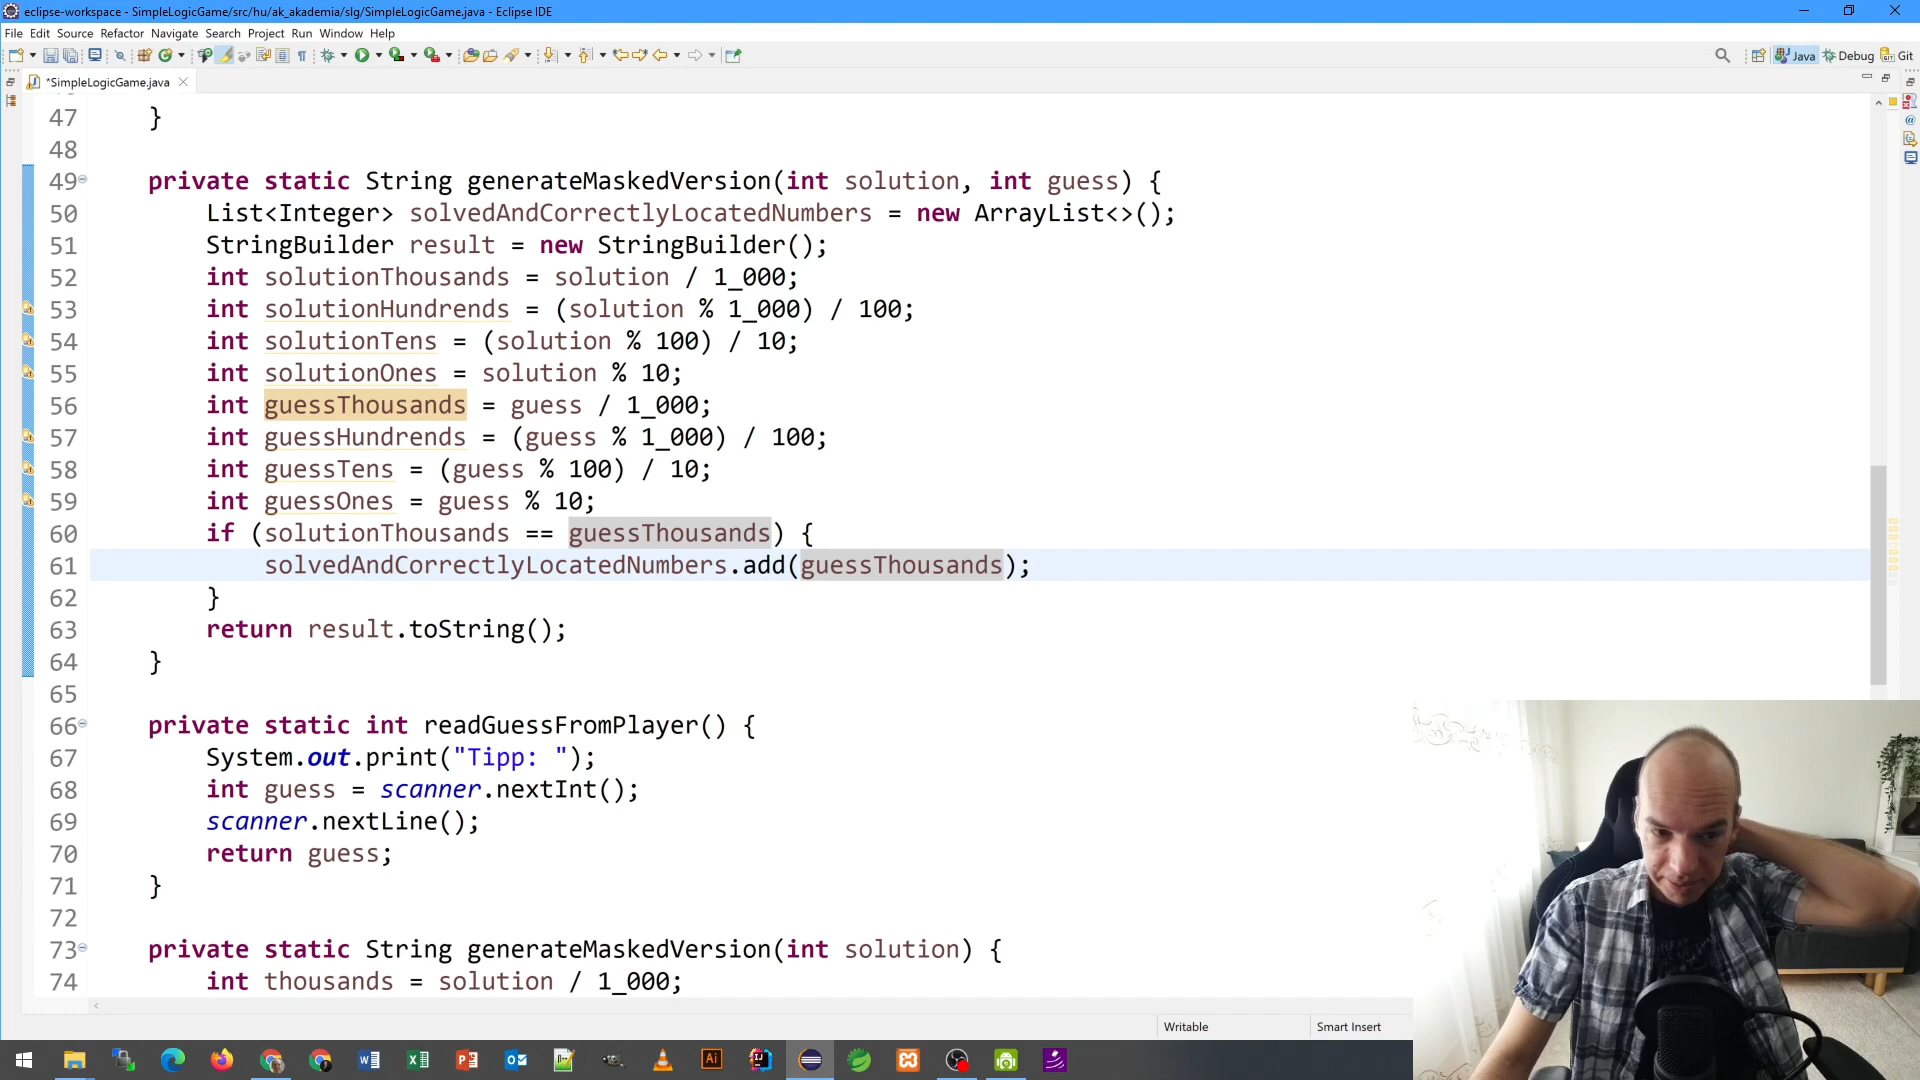 eclipse-workspace - SimpleLogicGame/src/hu/ak_akademia/slg/SimpleLogicGame.java - Eclipse IDE
File Edit Source Refactor Navigate Search Project Run Window Help
Java Debug Git
*SimpleLogicGame.java
47 }
48
49 private static String generateMaskedVersion(int solution, int guess) {
50 List<Integer> solvedAndCorrectlyLocatedNumbers = new ArrayList<>();
51 StringBuilder result = new StringBuilder();
52 int solutionThousands = solution / 1_000;
53 int solutionHundrends = (solution % 1_000) / 100;
54 int solutionTens = (solution % 100) / 10;
55 int solutionOnes = solution % 10;
56 int guessThousands = guess / 1_000;
57 int guessHundrends = (guess % 1_000) / 100;
58 int guessTens = (guess % 100) / 10;
59 int guessOnes = guess % 10;
60 if (solutionThousands == guessThousands) {
61 solvedAndCorrectlyLocatedNumbers.add(guessThousands);
62 }
63 return result.toString();
64 }
65
66 private static int readGuessFromPlayer() {
67 System.out.print("Tipp: ");
68 int guess = scanner.nextInt();
69 scanner.nextLine();
70 return guess;
71 }
72
73 private static String generateMaskedVersion(int solution) {
74 int thousands = solution / 1_000;
Writable Smart Insert